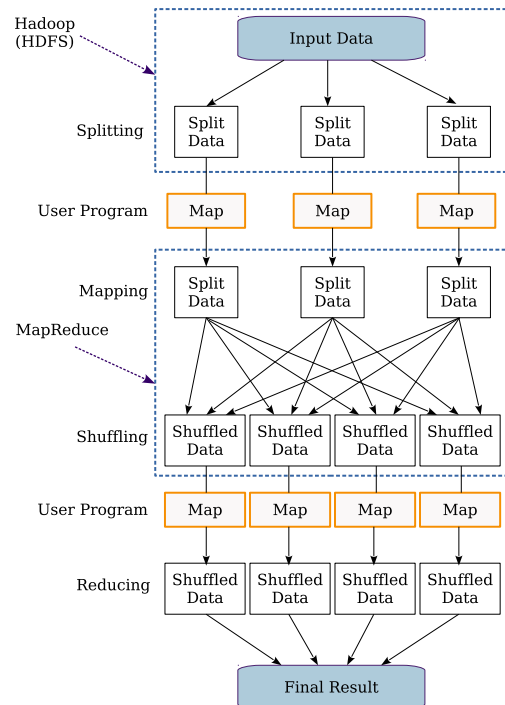 Hadoop
(HDFS)
Input Data
Splitting
Split
Data
Split
Data
Split
Data
User Program
Map
Map
Map
Mapping
Split
Data
Split
Data
Split
Data
MapReduce
Shuffling
Shuffled
Data
Shuffled
Data
Shuffled
Data
Shuffled
Data
User Program
Map
Map
Map
Map
Reducing
Shuffled
Data
Shuffled
Data
Shuffled
Data
Shuffled
Data
Final Result